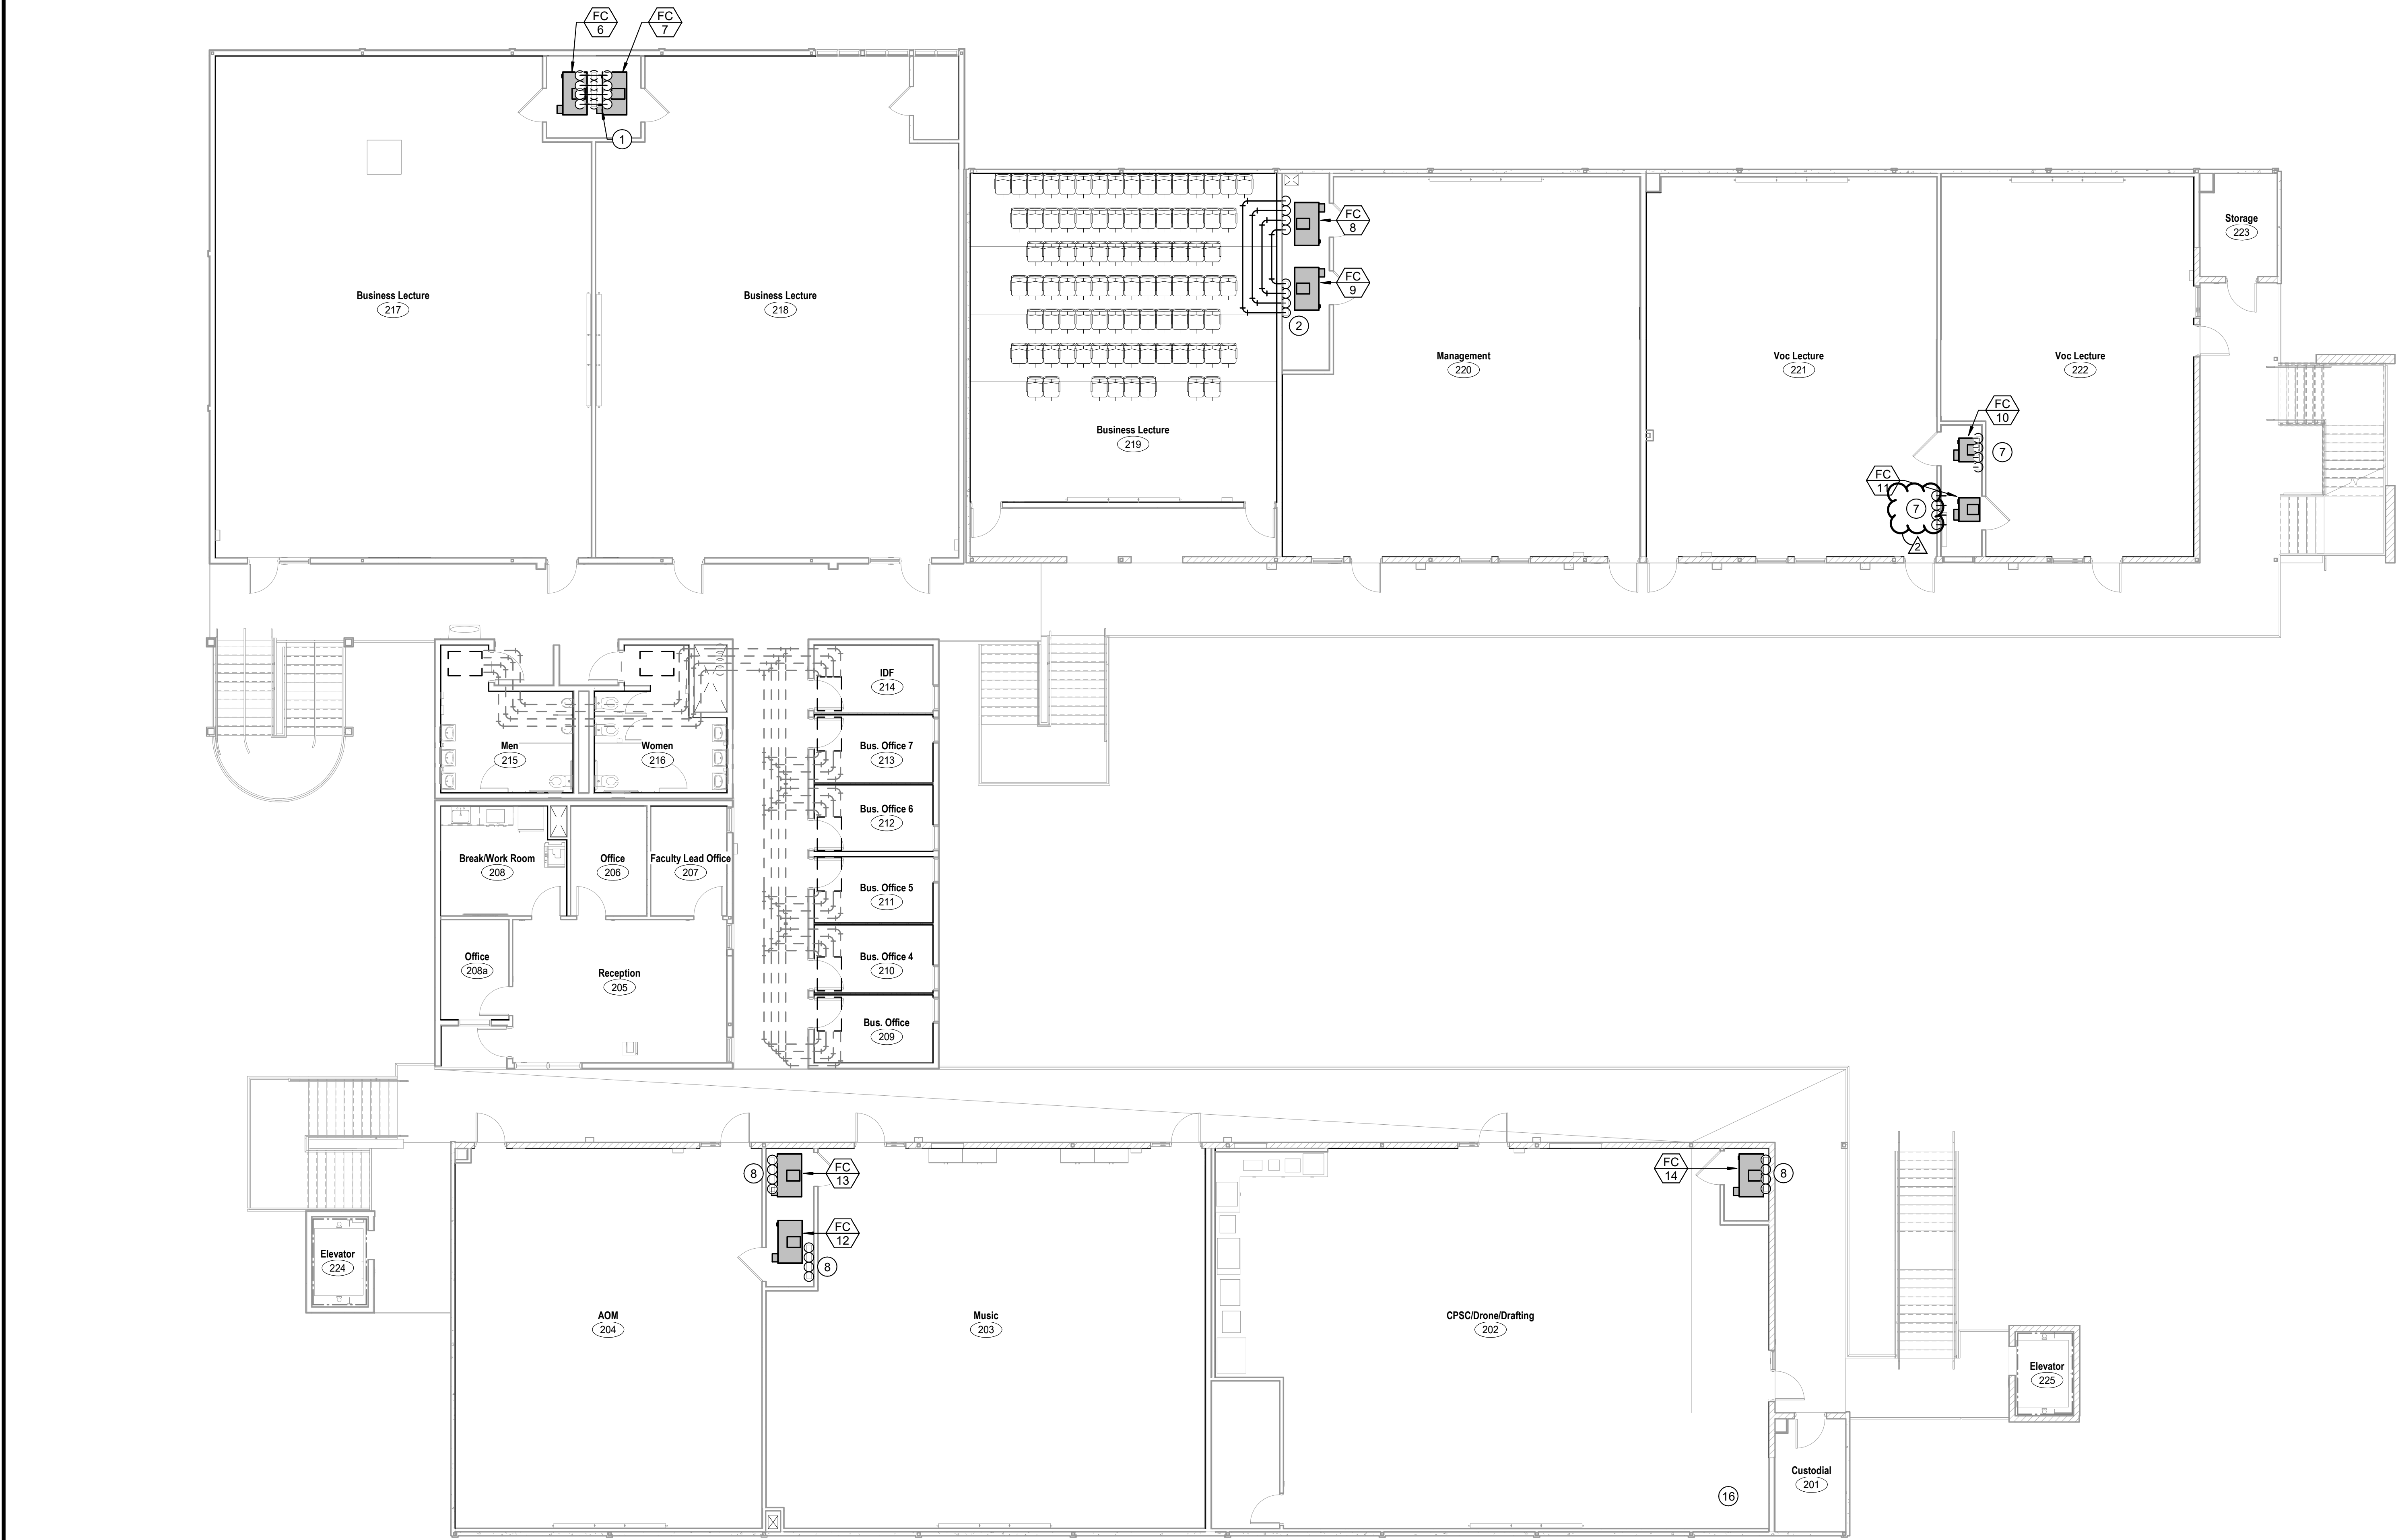 FC
6
FC
7
1
Business Lecture
217
Business Lecture
218
FC
8
FC
9
2
Storage
223
Management
220
Voc Lecture
221
Voc Lecture
222
Business Lecture
219
FC
10
7
FC
11
7
2
IDF
214
Men
215
Women
216
Bus. Office 7
213
Bus. Office 6
212
Break/Work Room
208
Office
206
Faculty Lead Office
207
Bus. Office 5
211
Office
208a
Reception
205
Bus. Office 4
210
Bus. Office
209
8
FC
13
FC
14
8
FC
12
8
Elevator
224
AOM
204
Music
203
CPSC/Drone/Drafting
202
Elevator
225
Custodial
201
16